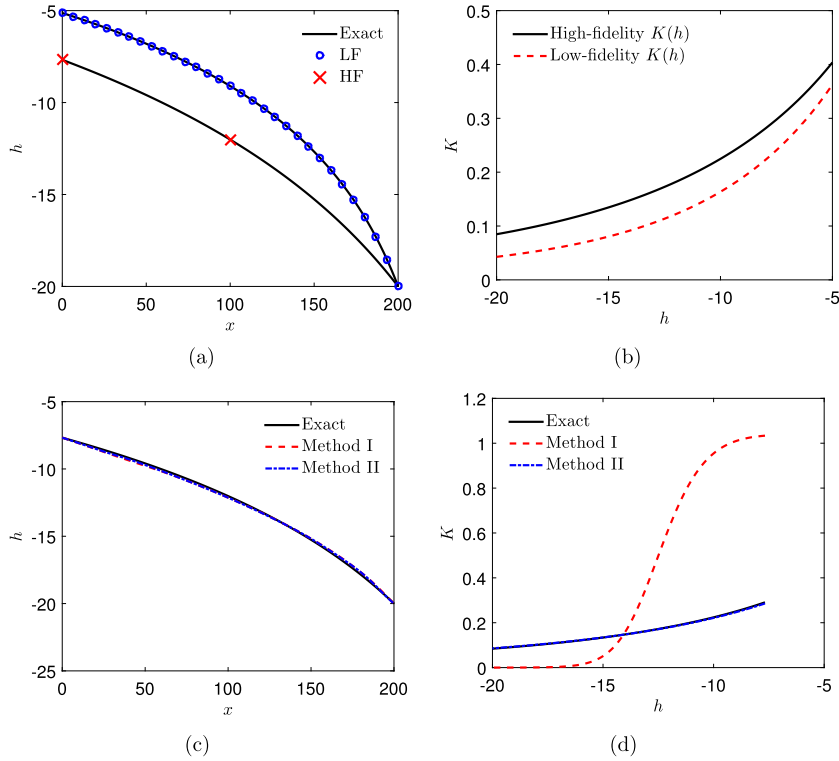 -5
-10
-15
-20
h
0
50
100
150
200
x
Exact
LF
HF
(a)
0.5
0.4
0.3
0.2
0.1
0
K
-20
-15
-10
-5
h
High-fidelity K(h)
Low-fidelity K(h)
(b)
-5
-10
-15
-20
-25
h
0
50
100
150
200
x
Exact
Method I
Method II
(c)
1.2
1
0.8
0.6
0.4
0.2
0
K
-20
-15
-10
-5
h
Exact
Method I
Method II
(d)